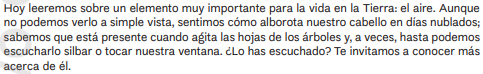 Hoy leeremos sobre un elemento muy importante para la vida en la Tierra: el aire. Aunque
no podemos verlo a simple vista, sentimos cómo alborota nuestro cabello en días nublados;
sabemos que está presente cuando agita las hojas de los árboles y, a veces, hasta podemos
escucharlo silbar o tocar nuestra ventana. ¿Lo has escuchado? Te invitamos a conocer más
acerca de él.